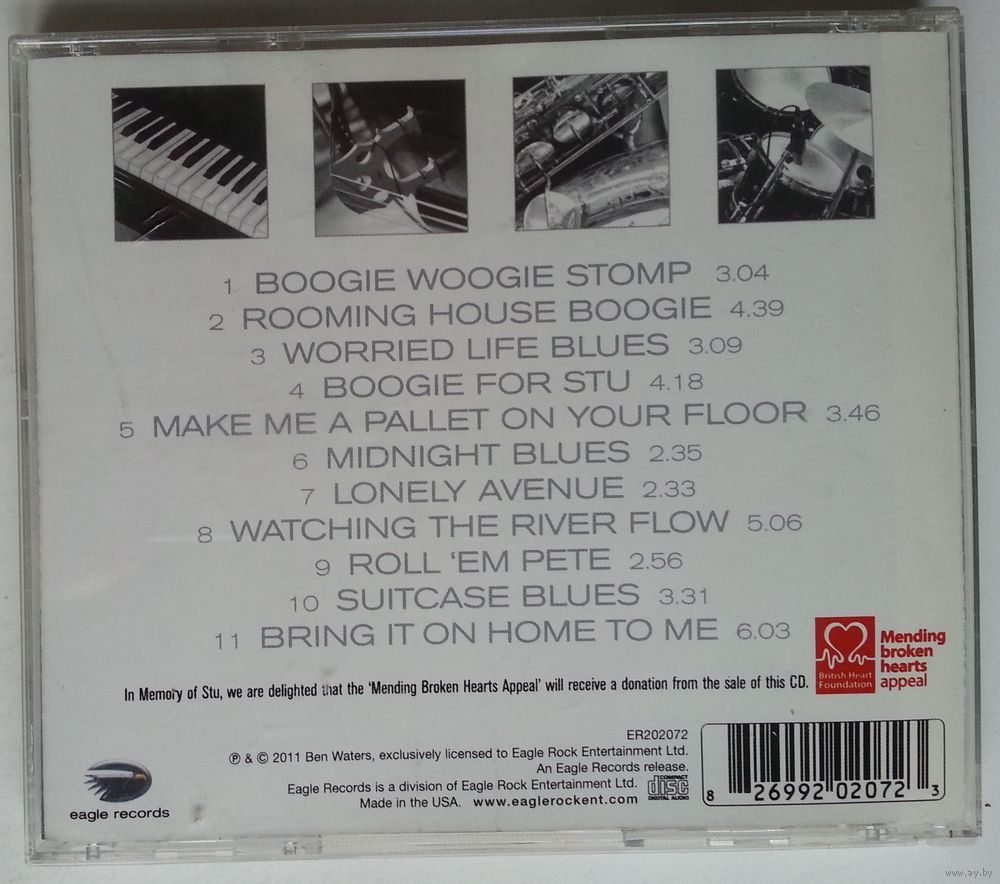 1 BOOGIE WOOGIE STOMP 3.04
2 ROOMING HOUSE BOOGIE 4.39
3 WORRIED LIFE BLUES 3.09
4 BOOGIE FOR STU 4.18
5 MAKE ME A PALLET ON YOUR FLOOR 3.46
6 MIDNIGHT BLUES 2.35
7 LONELY AVENUE 2.33
8 WATCHING THE RIVER FLOW 5.06
9 ROLL 'EM PETE 2.56
10 SUITCASE BLUES 3.31
11 BRING IT ON HOME TO ME 6.03
Mending
broken
hearts
appeal
British Heart
Foundation
In Memory of Stu, we are delighted that the 'Mending Broken Hearts Appeal' will receive a donation from the sale of this CD.
ER202072
℗ & © 2011 Ben Waters, exclusively licensed to Eagle Rock Entertainment Ltd.
An Eagle Records release.
Eagle Records is a division of Eagle Rock Entertainment Ltd.
Made in the USA. www.eaglerockent.com
COMPACT
disc
DIGITAL AUDIO
8 26992 02072 3
eagle records
www.ay.by